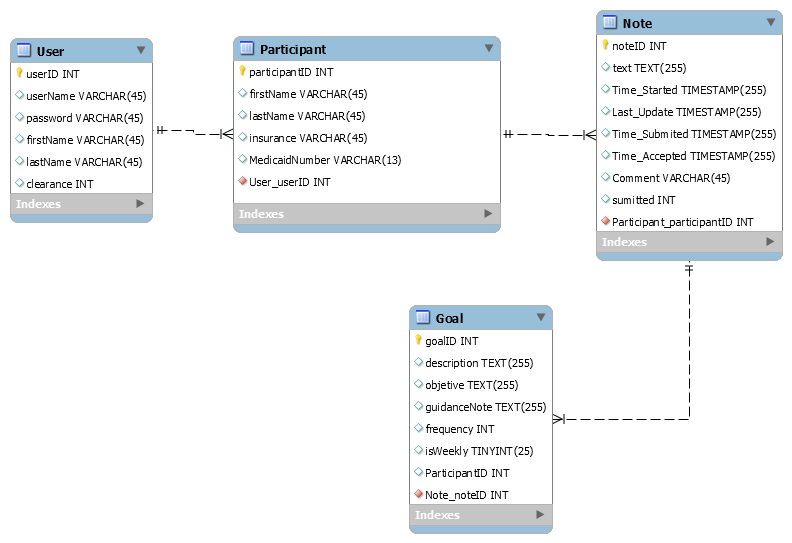 User
userID INT
userName VARCHAR(45)
password VARCHAR(45)
firstName VARCHAR(45)
lastName VARCHAR(45)
clearance INT
Indexes
Participant
participantID INT
firstName VARCHAR(45)
lastName VARCHAR(45)
insurance VARCHAR(45)
MedicaidNumber VARCHAR(13)
User_userID INT
Indexes
Note
noteID INT
text TEXT(255)
Time_Started TIMESTAMP(255)
Last_Update TIMESTAMP(255)
Time_Submited TIMESTAMP(255)
Time_Accepted TIMESTAMP(255)
Comment VARCHAR(45)
sumitted INT
Participant_participantID INT
Indexes
Goal
goalID INT
description TEXT(255)
objetive TEXT(255)
guidanceNote TEXT(255)
frequency INT
isWeekly TINYINT(25)
ParticipantID INT
Note_noteID INT
Indexes